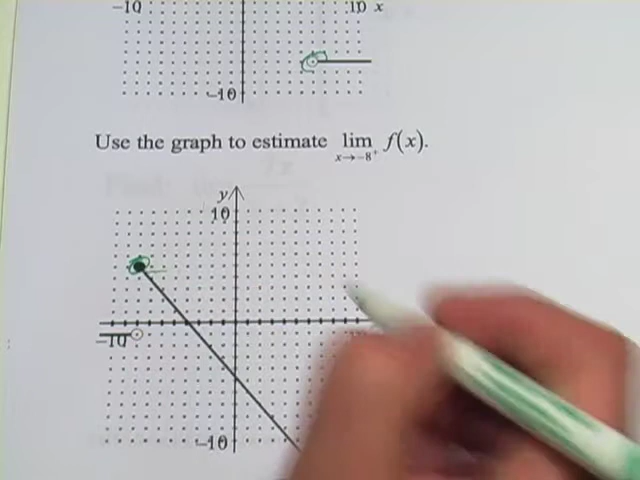 -10
10 x
-10
Use the graph to estimate lim f(x).
x→-8⁺
y
10
-10
-10